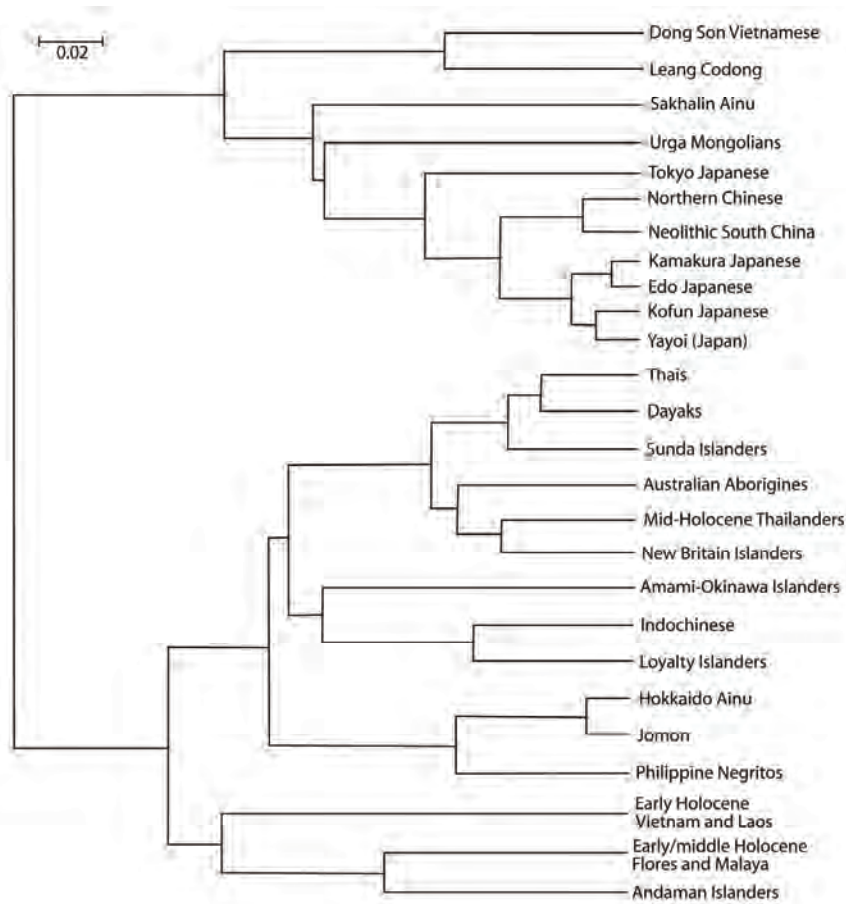 0.02
Dong Son Vietnamese
Leang Codong
Sakhalin Ainu
Urga Mongolians
Tokyo Japanese
Northern Chinese
Neolithic South China
Kamakura Japanese
Edo Japanese
Kofun Japanese
Yayoi (Japan)
Thais
Dayaks
Sunda Islanders
Australian Aborigines
Mid-Holocene Thailanders
New Britain Islanders
Amami-Okinawa Islanders
Indochinese
Loyalty Islanders
Hokkaido Ainu
Jomon
Philippine Negritos
Early Holocene
Vietnam and Laos
Early/middle Holocene
Flores and Malaya
Andaman Islanders